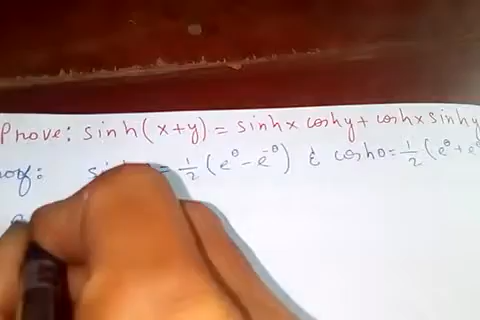 Prove: sinh(x+y) = sinhx coshy + coshx sinhy
= 1/2 (e^θ - e^-θ) & coshθ = 1/2 (e^θ + e